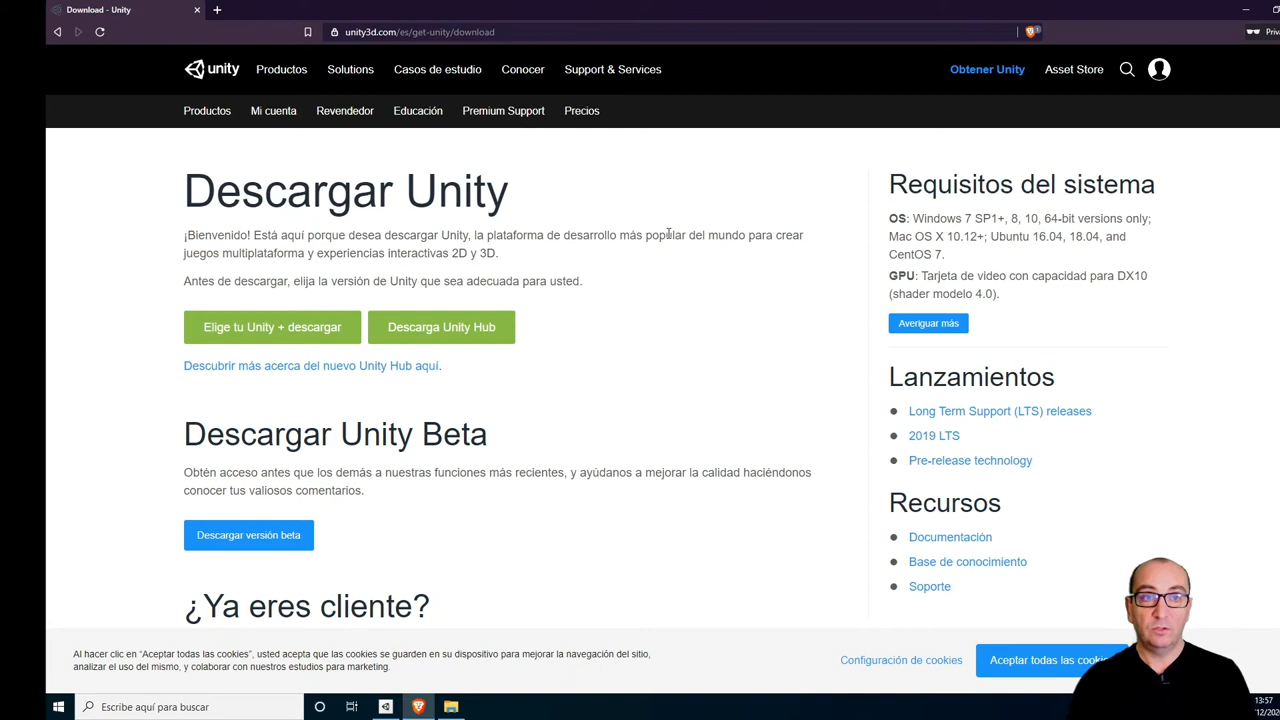 Download - Unity
unity3d.com/es/get-unity/download
1
unity Productos Solutions Casos de estudio Conocer Support & Services Obtener Unity Asset Store
Productos Mi cuenta Revendedor Educación Premium Support Precios
Descargar Unity
¡Bienvenido! Está aquí porque desea descargar Unity, la plataforma de desarrollo más popular del mundo para crear
juegos multiplataforma y experiencias interactivas 2D y 3D.
Antes de descargar, elija la versión de Unity que sea adecuada para usted.
Elige tu Unity + descargar Descarga Unity Hub
Descubrir más acerca del nuevo Unity Hub aquí.
Descargar Unity Beta
Obtén acceso antes que los demás a nuestras funciones más recientes, y ayúdanos a mejorar la calidad haciéndonos
conocer tus valiosos comentarios.
Descargar versión beta
¿Ya eres cliente?
Requisitos del sistema
OS: Windows 7 SP1+, 8, 10, 64-bit versions only;
Mac OS X 10.12+; Ubuntu 16.04, 18.04, and
CentOS 7.
GPU: Tarjeta de video con capacidad para DX10
(shader modelo 4.0).
Averiguar más
Lanzamientos
Long Term Support (LTS) releases
2019 LTS
Pre-release technology
Recursos
Documentación
Base de conocimiento
Soporte
Al hacer clic en “Aceptar todas las cookies”, usted acepta que las cookies se guarden en su dispositivo para mejorar la navegación del sitio,
analizar el uso del mismo, y colaborar con nuestros estudios para marketing.
Configuración de cookies Aceptar todas las
Escribe aquí para buscar
13:57